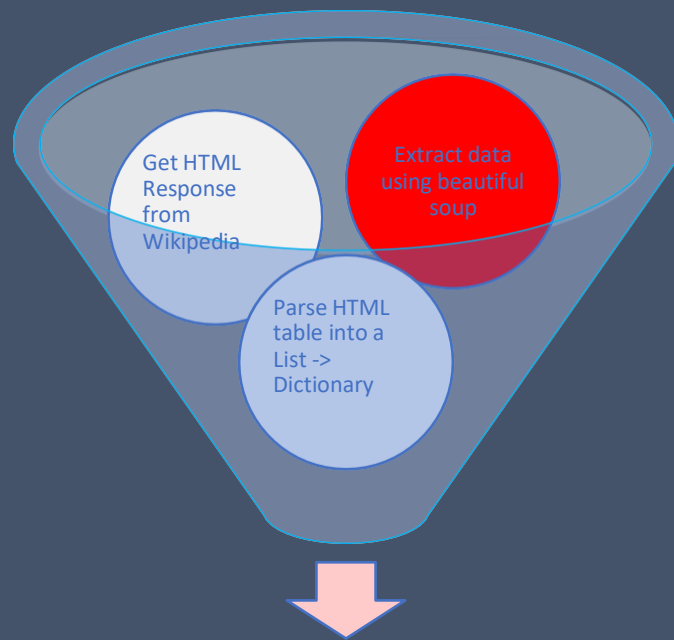 Get HTML
Response
from
Wikipedia
Extract data
using beautiful
soup
Parse HTML
table into a
List ->
Dictionary